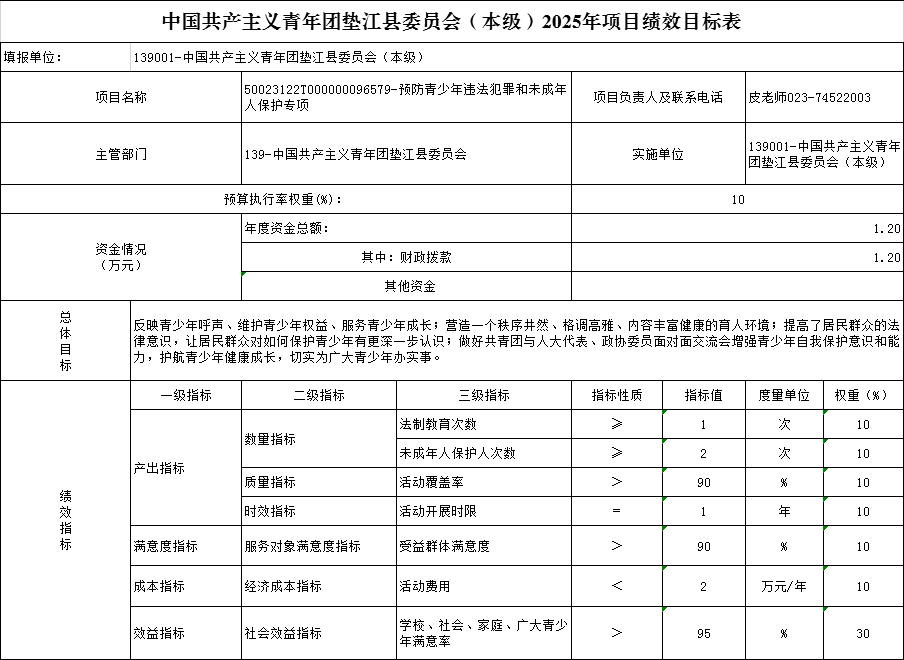 中国共产主义青年团垫江县委员会（本级）2025年项目绩效目标表
填报单位： 139001-中国共产主义青年团垫江县委员会（本级）
项目名称 50023122T000000096579-预防青少年违法犯罪和未成年人保护专项 项目负责人及联系电话 皮老师023-74522003
主管部门 139-中国共产主义青年团垫江县委员会 实施单位 139001-中国共产主义青年团垫江县委员会（本级）
预算执行率权重(%)： 10
资金情况
（万元）
年度资金总额： 1.20
其中：财政拨款 1.20
其他资金
总体目标
反映青少年呼声、维护青少年权益、服务青少年成长；营造一个秩序井然、格调高雅、内容丰富健康的育人环境；提高了居民群众的法
律意识，让居民群众对如何保护青少年有更深一步认识；做好共青团与人大代表、政协委员面对面交流会增强青少年自我保护意识和能
力，护航青少年健康成长，切实为广大青少年办实事。
绩效指标
一级指标 二级指标 三级指标 指标性质 指标值 度量单位 权重（%）
产出指标 数量指标 法制教育次数 ≥ 1 次 10
未成年人保护人次数 ≥ 2 次 10
质量指标 活动覆盖率 ＞ 90 % 10
时效指标 活动开展时限 ＝ 1 年 10
满意度指标 服务对象满意度指标 受益群体满意度 ＞ 90 % 10
成本指标 经济成本指标 活动费用 ＜ 2 万元/年 10
效益指标 社会效益指标 学校、社会、家庭、广大青少年满意率 ＞ 95 % 30